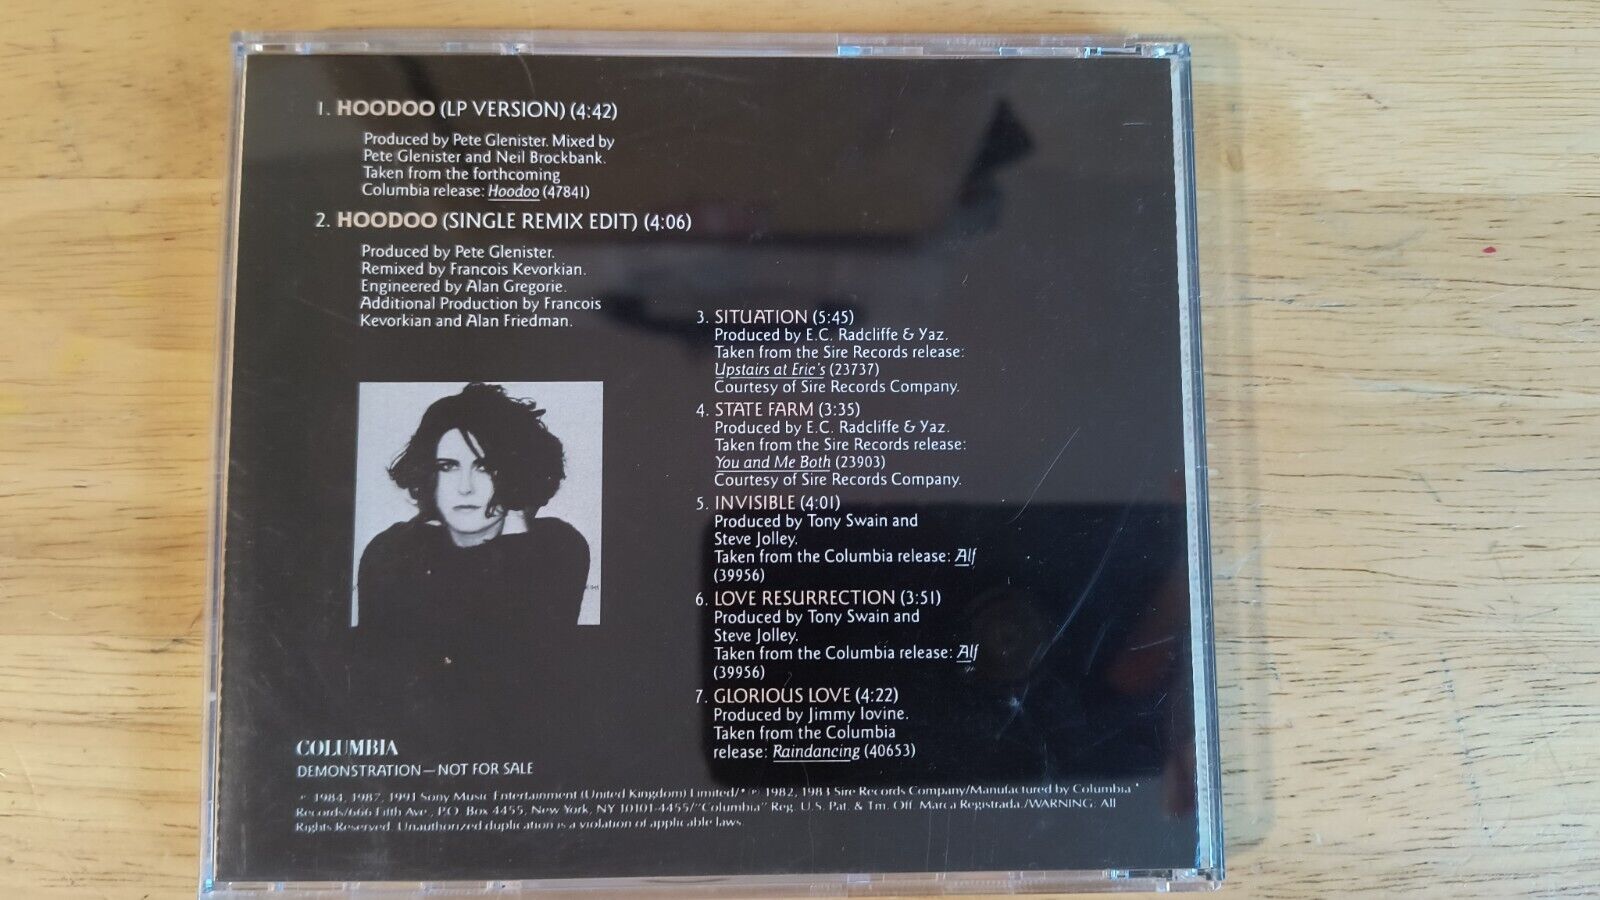 1. HOODOO (LP VERSION) (4:42)
Produced by Pete Glenister. Mixed by
Pete Glenister and Neil Brockbank.
Taken from the forthcoming
Columbia release: Hoodoo (47841)
2. HOODOO (SINGLE REMIX EDIT) (4:06)
Produced by Pete Glenister.
Remixed by Francois Kevorkian.
Engineered by Alan Gregorie.
Additional Production by Francois
Kevorkian and Alan Friedman.
3. SITUATION (5:45)
Produced by E.C. Radcliffe & Yaz.
Taken from the Sire Records release:
Upstairs at Eric's (23737)
Courtesy of Sire Records Company.
4. STATE FARM (3:35)
Produced by E.C. Radcliffe & Yaz.
Taken from the Sire Records release:
You and Me Both (23903)
Courtesy of Sire Records Company.
5. INVISIBLE (4:01)
Produced by Tony Swain and
Steve Jolley.
Taken from the Columbia release: Alf
(39956)
6. LOVE RESURRECTION (3:51)
Produced by Tony Swain and
Steve Jolley.
Taken from the Columbia release: Alf
(39956)
7. GLORIOUS LOVE (4:22)
Produced by Jimmy Iovine.
Taken from the Columbia
release: Raindancing (40653)
COLUMBIA
DEMONSTRATION—NOT FOR SALE
℗ 1984, 1987, 1991 Sony Music Entertainment (United Kingdom) Limited/* ℗ 1982, 1983 Sire Records Company/Manufactured by Columbia
Records/666 Fifth Ave., P.O. Box 4455, New York, NY 10101-4455/"Columbia" Reg. U.S. Pat. & Tm. Off. Marca Registrada./WARNING: All
Rights Reserved. Unauthorized duplication is a violation of applicable laws.